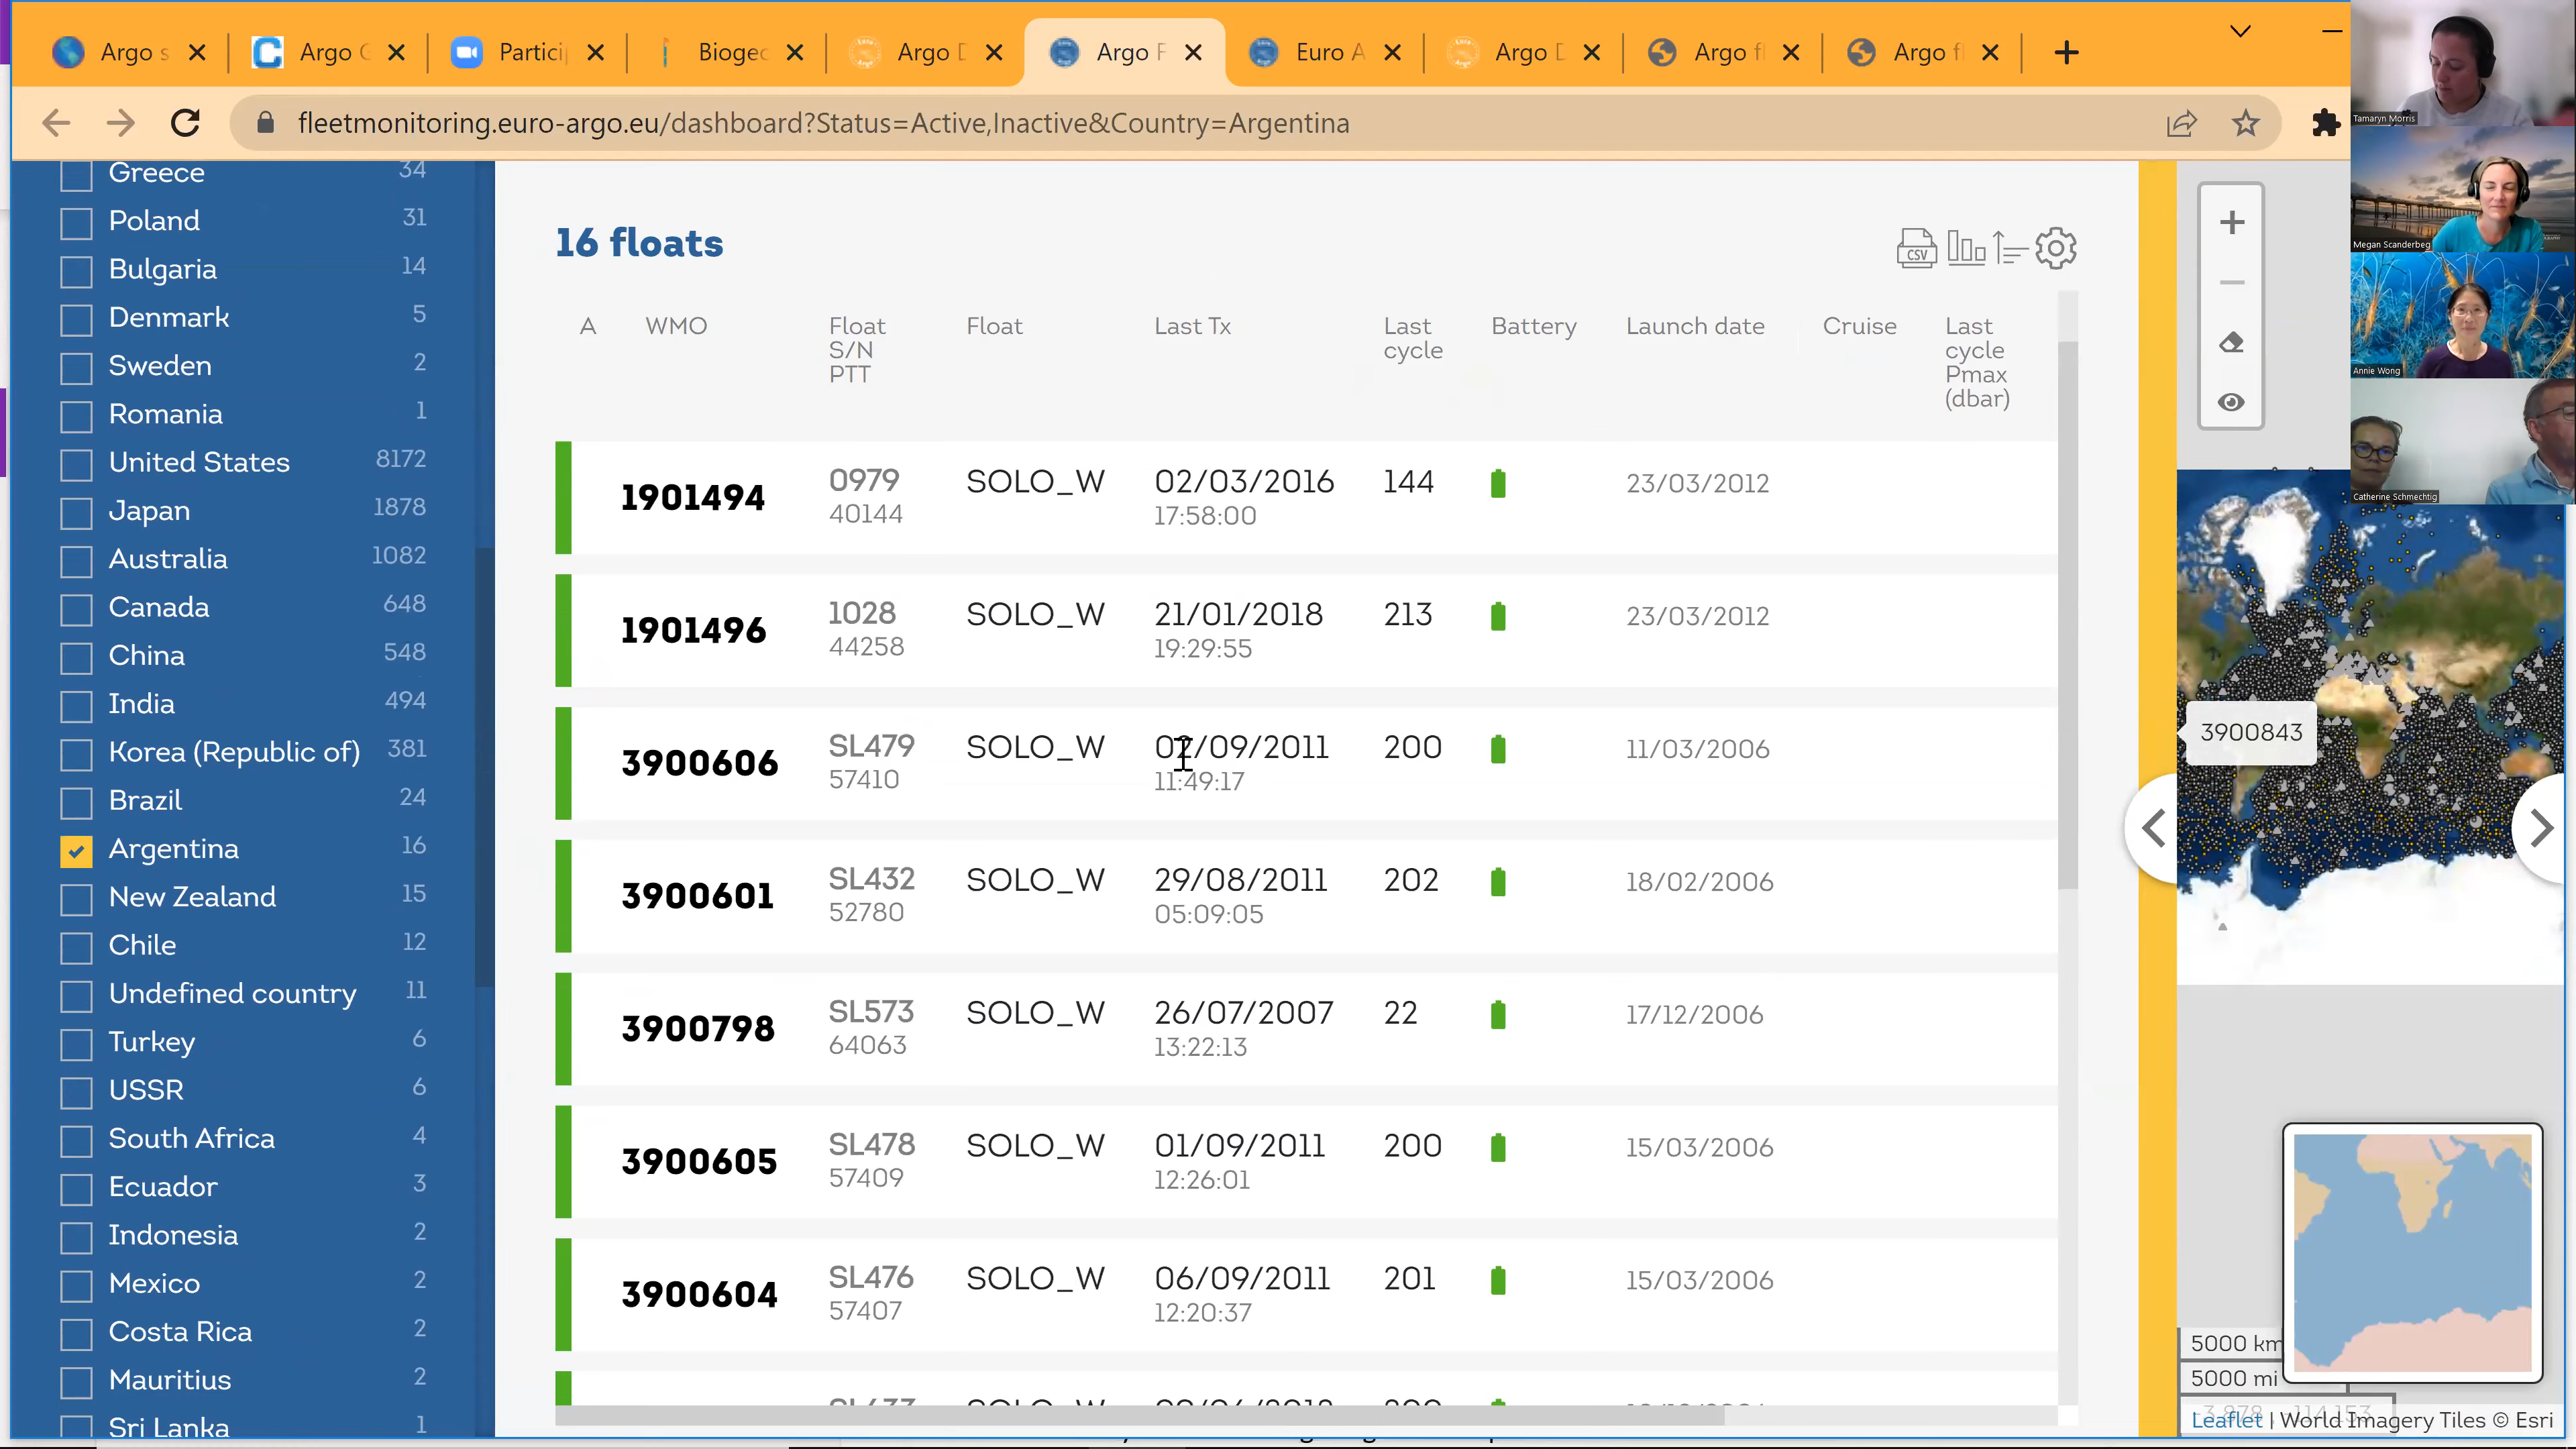 Argo s
Argo C
Partici
Biogec
Argo D
Argo F
Euro A
Argo D
Argo fl
Argo fl
fleetmonitoring.euro-argo.eu/dashboard?Status=Active,Inactive&Country=Argentina
Tamaryn Morris
Megan Scanderbeg
Annie Wong
Catherine Schmechtig
Greece 34
Poland 31
Bulgaria 14
Denmark 5
Sweden 2
Romania 1
United States 8172
Japan 1878
Australia 1082
Canada 648
China 548
India 494
Korea (Republic of) 381
Brazil 24
Argentina 16
New Zealand 15
Chile 12
Undefined country 11
Turkey 6
USSR 6
South Africa 4
Ecuador 3
Indonesia 2
Mexico 2
Costa Rica 2
Mauritius 2
Sri Lanka 1
16 floats
CSV
A WMO Float S/N PTT Float Last Tx Last cycle Battery Launch date Cruise Last cycle Pmax (dbar)
1901494 0979 SOLO_W 02/03/2016 144 23/03/2012
40144 17:58:00
1901496 1028 SOLO_W 21/01/2018 213 23/03/2012
44258 19:29:55
3900606 SL479 SOLO_W 02/09/2011 200 11/03/2006
57410 11:49:17
3900601 SL432 SOLO_W 29/08/2011 202 18/02/2006
52780 05:09:05
3900798 SL573 SOLO_W 26/07/2007 22 17/12/2006
64063 13:22:13
3900605 SL478 SOLO_W 01/09/2011 200 15/03/2006
57409 12:26:01
3900604 SL476 SOLO_W 06/09/2011 201 15/03/2006
57407 12:20:37
3900843
5000 km
5000 mi
Leaflet | World Imagery Tiles © Esri